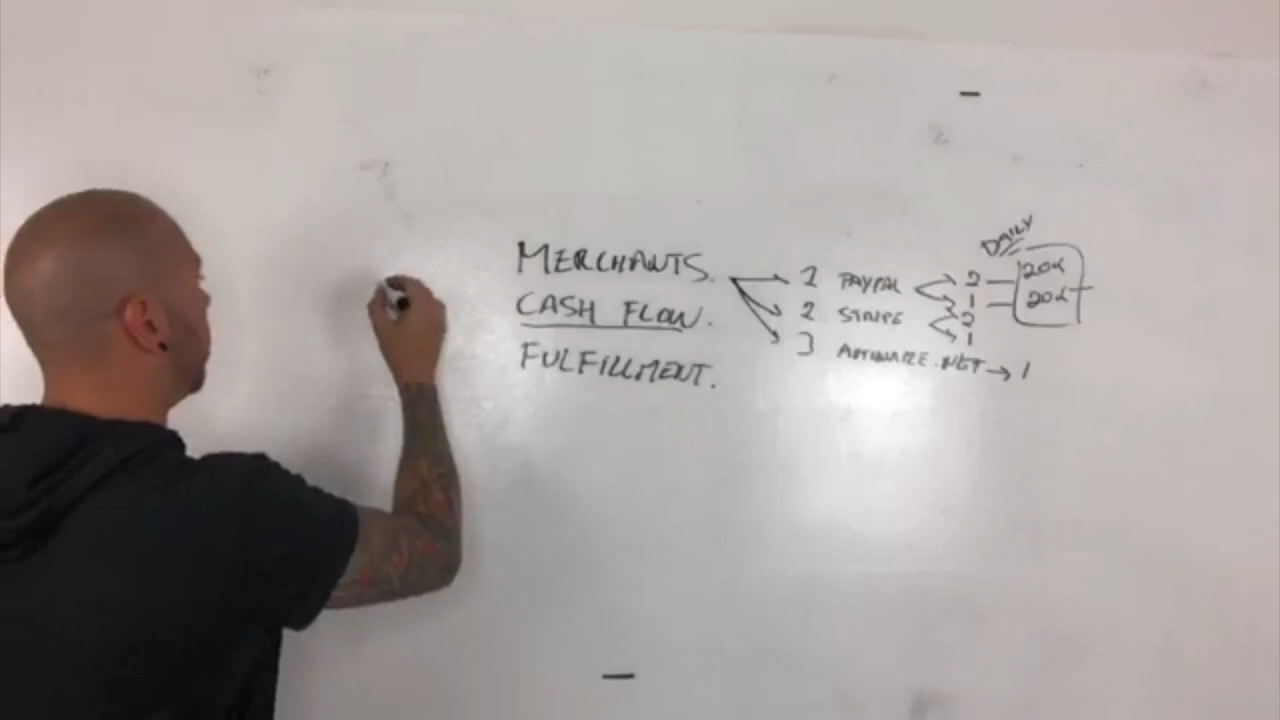 MERCHANTS.
CASH FLOW.
FULFILLMENT.
1 PAYPAL
2 STRIPE
3 AUTHORIZE.NET → 1
2
1
2
1
DAILY
20K
20K